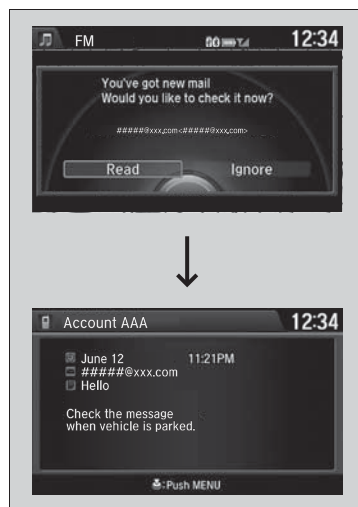 FM 12:34
You've got new mail
Would you like to check it now?
#####@xxx.com<#####@xxx.com>
Read Ignore
Account AAA 12:34
June 12 11:21PM
#####@xxx.com
Hello
Check the message
when vehicle is parked.
:Push MENU